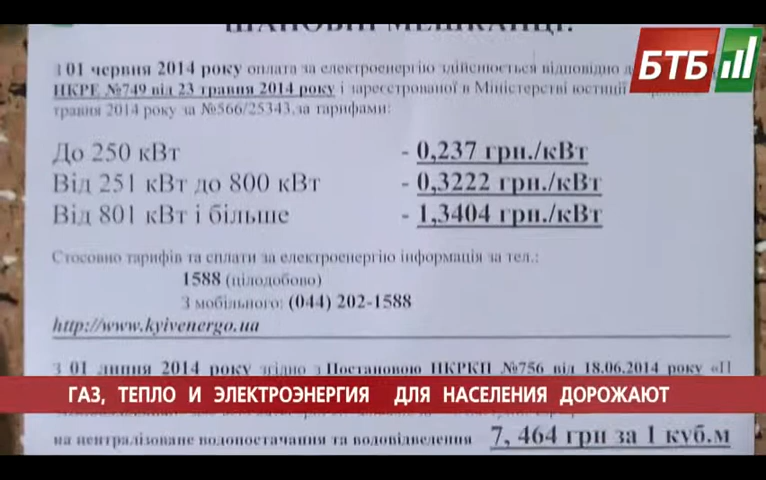 ШАНОВНІ МЕШКАНЦІ!
З 01 червня 2014 року оплата за електроенергію здійснюється відповідно
НКРЕ №749 від 23 травня 2014 року і зареєстрованої в Міністерстві юстиції
травня 2014 року за №566/25343,за тарифами:
До 250 кВт - 0,237 грн./кВт
Від 251 кВт до 800 кВт - 0,3222 грн./кВт
Від 801 кВт і більше - 1,3404 грн./кВт
Стосовно тарифів та сплати за електроенергію інформація за тел.:
1588 (цілодобово)
З мобільного: (044) 202-1588
http://www.kyivenergo.ua
З 01 липня 2014 року згідно з Постановою НКРКП №756 від 18.06.2014 року
ГАЗ, ТЕПЛО И ЭЛЕКТРОЭНЕРГИЯ ДЛЯ НАСЕЛЕНИЯ ДОРОЖАЮТ
на централізоване водопостачання та водовідведення 7, 464 грн за 1 куб.м
БТБ